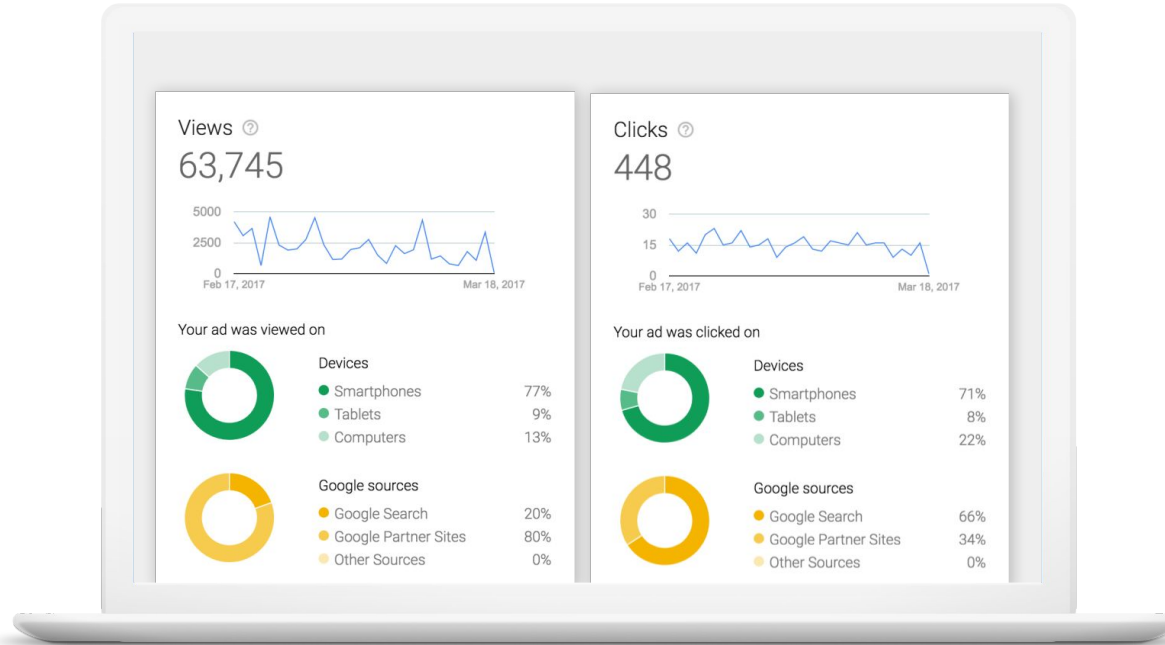 Views ?
63,745
5000
2500
0
Feb 17, 2017 Mar 18, 2017
Your ad was viewed on
Devices
Smartphones 77%
Tablets 9%
Computers 13%
Google sources
Google Search 20%
Google Partner Sites 80%
Other Sources 0%
Clicks ?
448
30
15
0
Feb 17, 2017 Mar 18, 2017
Your ad was clicked on
Devices
Smartphones 71%
Tablets 8%
Computers 22%
Google sources
Google Search 66%
Google Partner Sites 34%
Other Sources 0%